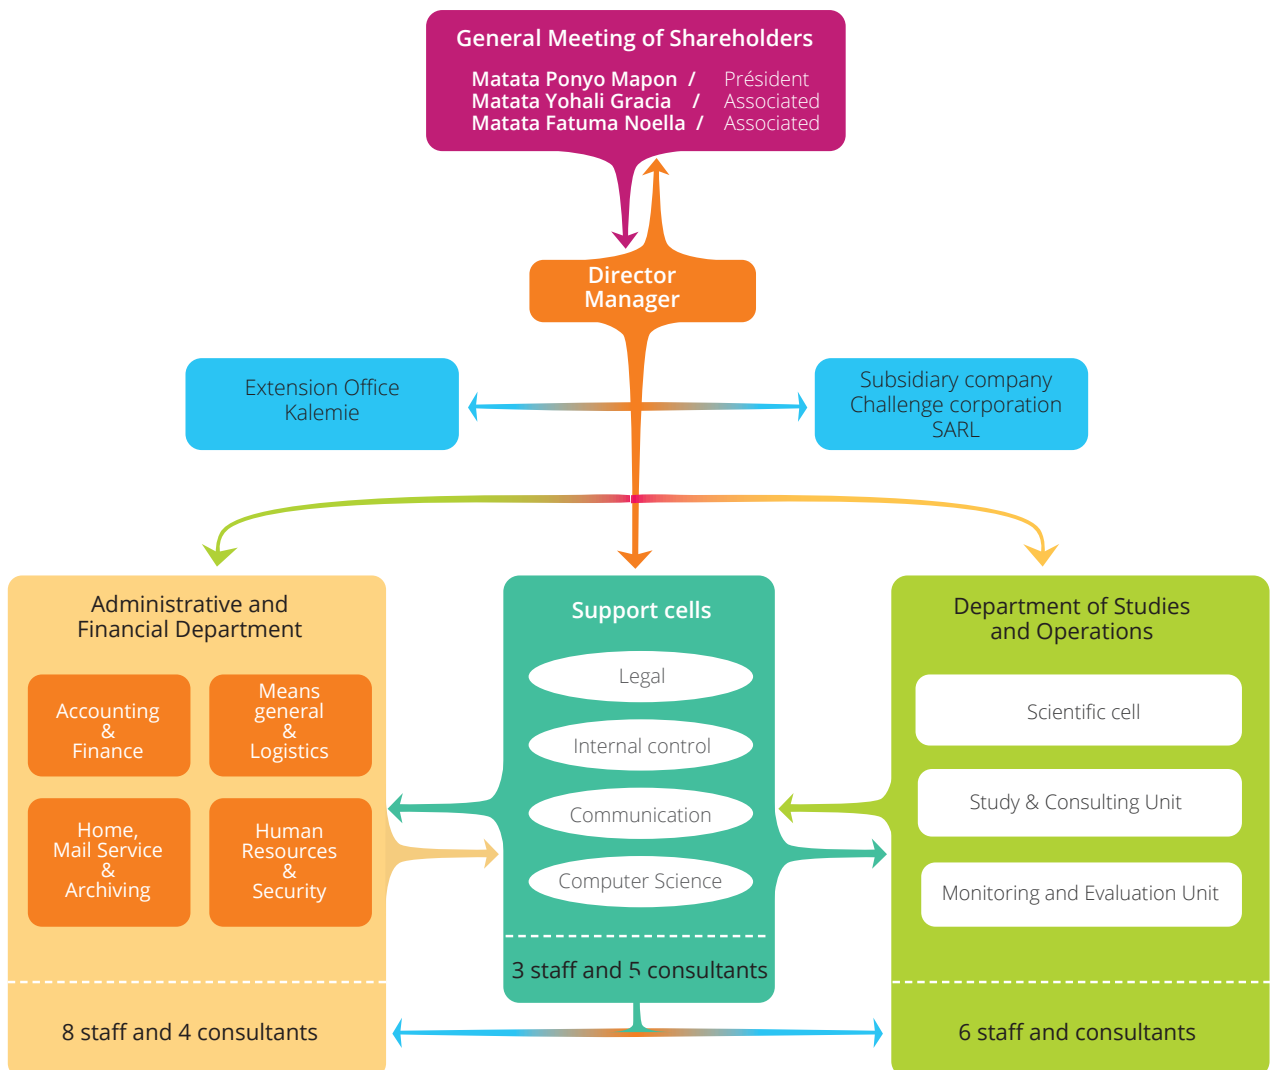 General Meeting of Shareholders
Matata Ponyo Mapon / Président
Matata Yohali Gracia / Associated
Matata Fatuma Noella / Associated
Director
Manager
Extension Office
Kalemie
Subsidiary company
Challenge corporation
SARL
Administrative and
Financial Department
Accounting
&
Finance
Means
general
&
Logistics
Home,
Mail Service
&
Archiving
Human
Resources
&
Security
8 staff and 4 consultants
Support cells
Legal
Internal control
Communication
Computer Science
3 staff and 5 consultants
Department of Studies
and Operations
Scientific cell
Study & Consulting Unit
Monitoring and Evaluation Unit
6 staff and consultants